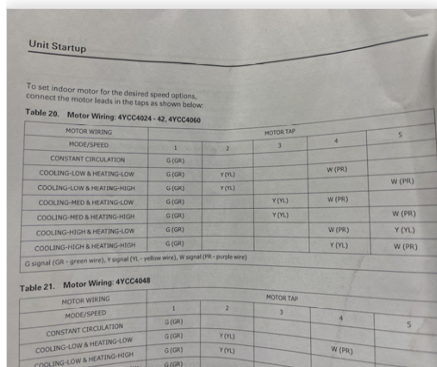 Unit Startup
To set indoor motor for the desired speed options,
connect the motor leads in the taps as shown below:
Table 20. Motor Wiring: 4YCC4024 - 42, 4YCC4060
MOTOR WIRING MOTOR TAP
MODE/SPEED 1 2 3 4 5
CONSTANT CIRCULATION G (GR)
COOLING-LOW & HEATING-LOW G (GR) Y (YL) W (PR)
COOLING-LOW & HEATING-HIGH G (GR) Y (YL) W (PR)
COOLING-MED & HEATING-LOW G (GR) Y (YL) W (PR)
COOLING-MED & HEATING-HIGH G (GR) Y (YL) W (PR)
COOLING-HIGH & HEATING-LOW G (GR) W (PR) Y (YL)
COOLING-HIGH & HEATING-HIGH G (GR) Y (YL) W (PR)
G signal (GR - green wire), Y signal (YL - yellow wire), W signal (PR - purple wire)
Table 21. Motor Wiring: 4YCC4048
MOTOR WIRING MOTOR TAP
MODE/SPEED 1 2 3 4 5
CONSTANT CIRCULATION G (GR)
COOLING-LOW & HEATING-LOW G (GR) Y (YL) W (PR)
COOLING-LOW & HEATING-HIGH G (GR) Y (YL)
G (GR)